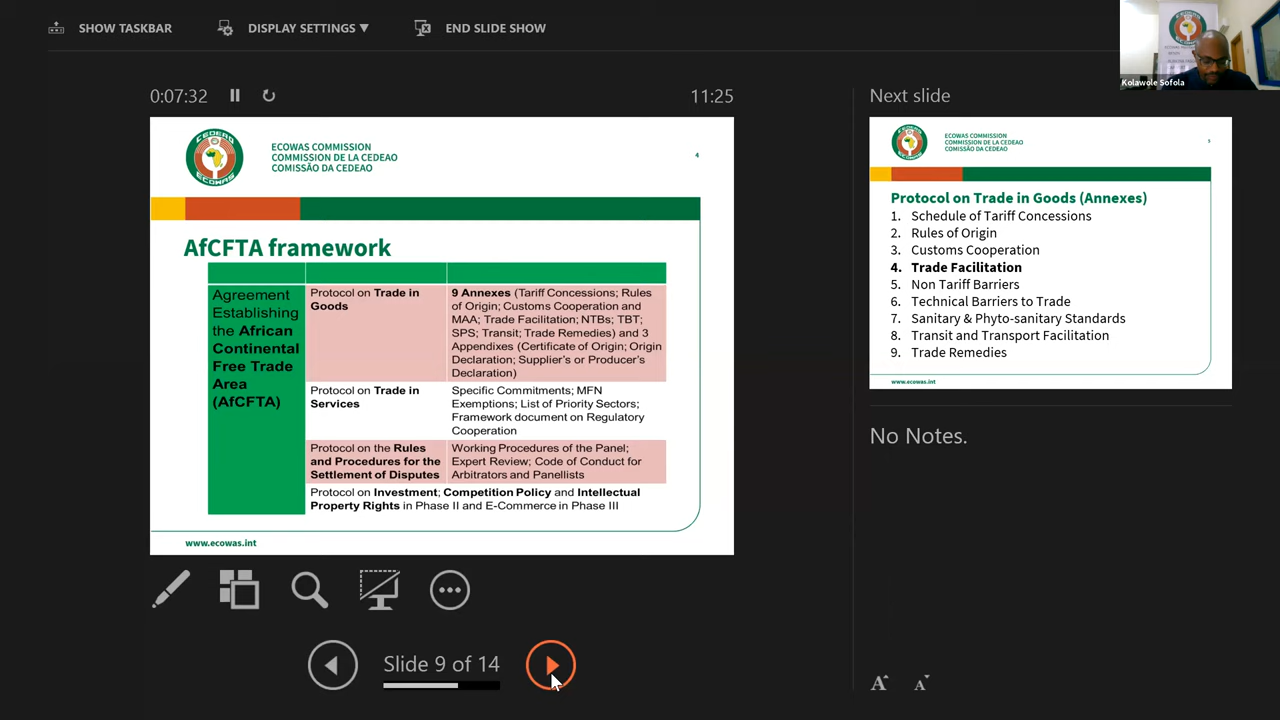 SHOW TASKBAR
DISPLAY SETTINGS ▼
END SLIDE SHOW
Kolawole Sofola
0:07:32
11:25
CEDEAO
ECOWAS
ECOWAS COMMISSION
COMMISSION DE LA CEDEAO
COMISSÃO DA CEDEAO
4
AfCFTA framework
Agreement
Establishing
the African
Continental
Free Trade
Area
(AfCFTA)
Protocol on Trade in
Goods
9 Annexes (Tariff Concessions; Rules
of Origin; Customs Cooperation and
MAA; Trade Facilitation; NTBs; TBT;
SPS; Transit; Trade Remedies) and 3
Appendixes (Certificate of Origin; Origin
Declaration; Supplier's or Producer's
Declaration)
Protocol on Trade in
Services
Specific Commitments; MFN
Exemptions; List of Priority Sectors;
Framework document on Regulatory
Cooperation
Protocol on the Rules
and Procedures for the
Settlement of Disputes
Working Procedures of the Panel;
Expert Review; Code of Conduct for
Arbitrators and Panellists
Protocol on Investment; Competition Policy and Intellectual
Property Rights in Phase II and E-Commerce in Phase III
www.ecowas.int
Slide 9 of 14
Next slide
ECOWAS COMMISSION
COMMISSION DE LA CEDEAO
COMISSÃO DA CEDEAO
5
Protocol on Trade in Goods (Annexes)
1. Schedule of Tariff Concessions
2. Rules of Origin
3. Customs Cooperation
4. Trade Facilitation
5. Non Tariff Barriers
6. Technical Barriers to Trade
7. Sanitary & Phyto-sanitary Standards
8. Transit and Transport Facilitation
9. Trade Remedies
www.ecowas.int
No Notes.
A
A